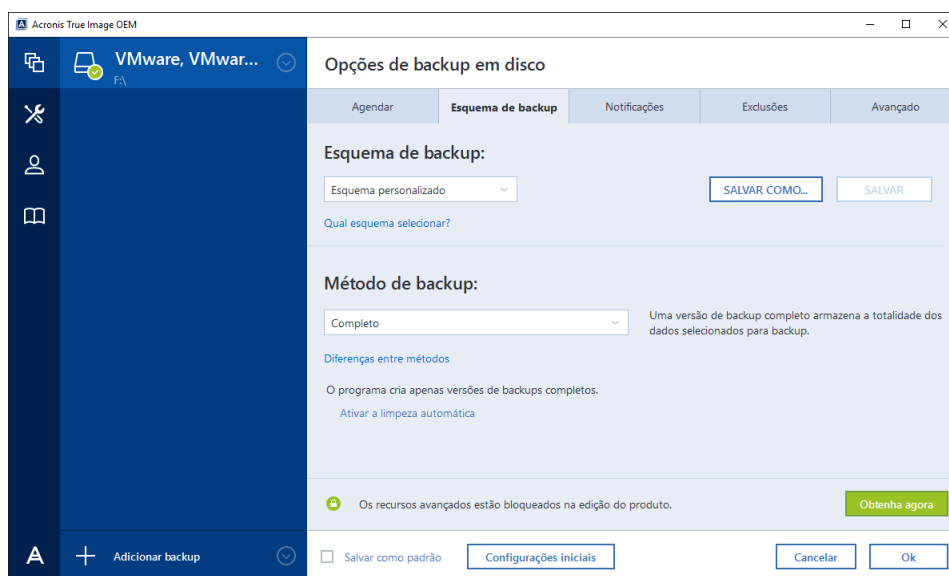 Acronis True Image OEM
VMware, VMwar...
F:\
Opções de backup em disco
Agendar
Esquema de backup
Notificações
Exclusões
Avançado
Esquema de backup:
Esquema personalizado
SALVAR COMO...
SALVAR
Qual esquema selecionar?
Método de backup:
Completo
Uma versão de backup completo armazena a totalidade dos
dados selecionados para backup.
Diferenças entre métodos
O programa cria apenas versões de backups completos.
Ativar a limpeza automática
Os recursos avançados estão bloqueados na edição do produto.
Obtenha agora
Adicionar backup
Salvar como padrão
Configurações iniciais
Cancelar
Ok